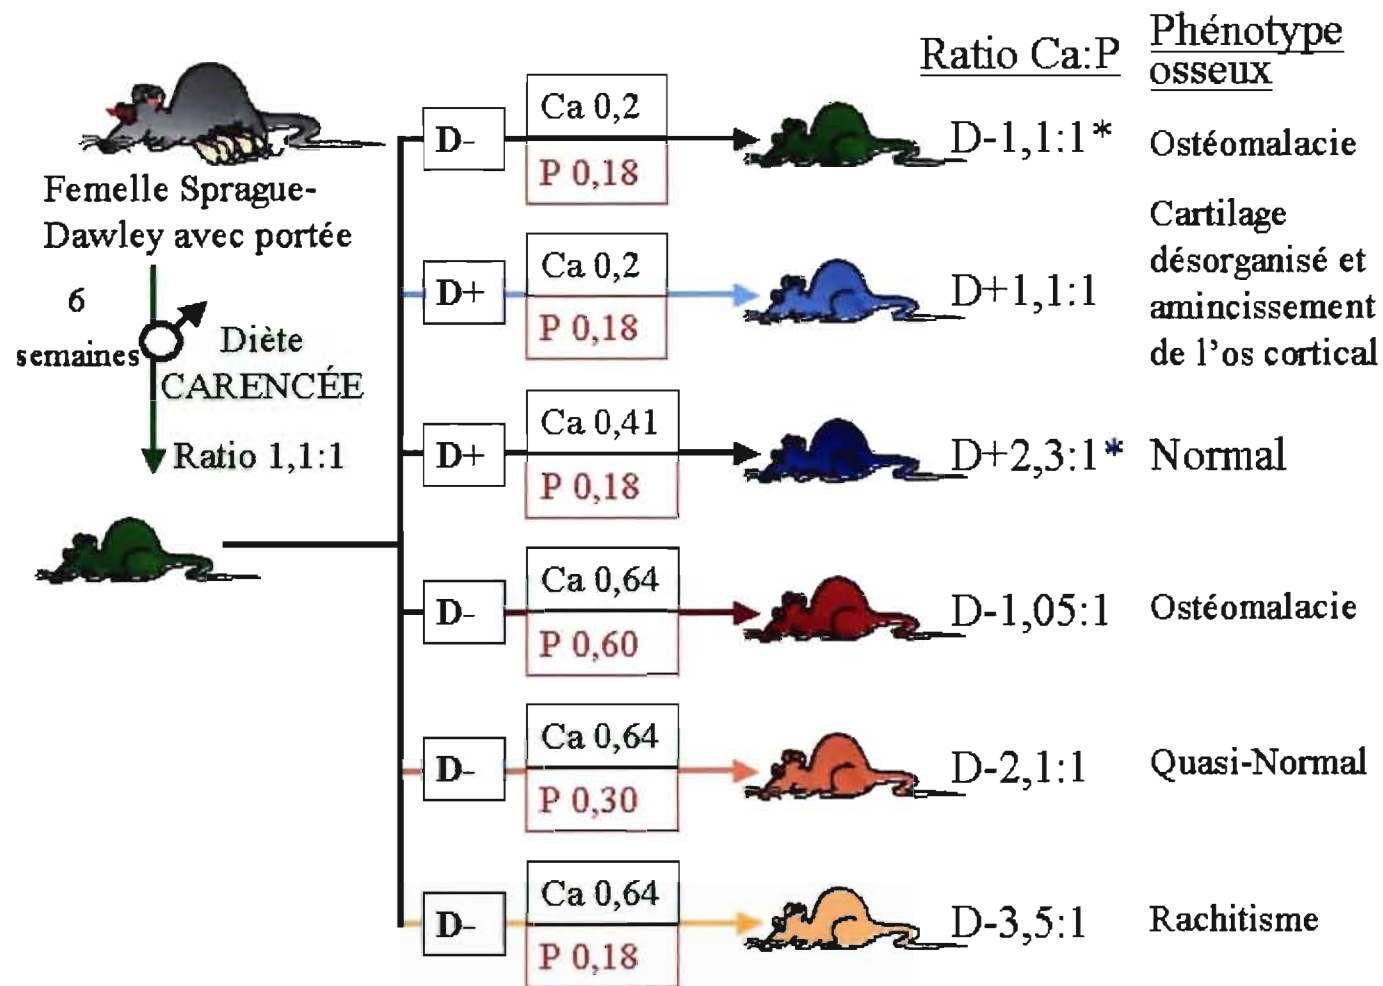 Ratio Ca:P
Phénotype
osseux
Femelle Sprague-
Dawley avec portée
6
semaines
Diète
CARENCÉE
Ratio 1,1:1
D-
Ca 0,2
P 0,18
D-1,1:1*
Ostéomalacie
D+
Ca 0,2
P 0,18
D+1,1:1
Cartilage
désorganisé et
amincissement
de l'os cortical
D+
Ca 0,41
P 0,18
D+2,3:1*
Normal
D-
Ca 0,64
P 0,60
D-1,05:1
Ostéomalacie
D-
Ca 0,64
P 0,30
D-2,1:1
Quasi-Normal
D-
Ca 0,64
P 0,18
D-3,5:1
Rachitisme